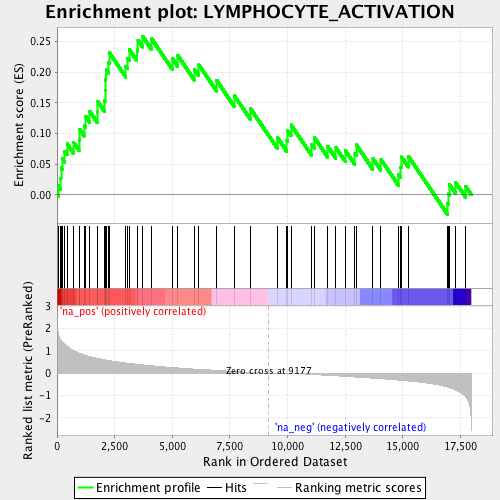 Enrichment plot: LYMPHOCYTE_ACTIVATION
Enrichment score (ES)
0.25
0.20
0.15
0.10
0.05
0.00
Ranked list metric (PreRanked)
3
2
1
0
-1
-2
'na_pos' (positively correlated)
Zero cross at 9177
'na_neg' (negatively correlated)
0 2,500 5,000 7,500 10,000 12,500 15,000 17,500
Rank in Ordered Dataset
Enrichment profile Hits Ranking metric scores